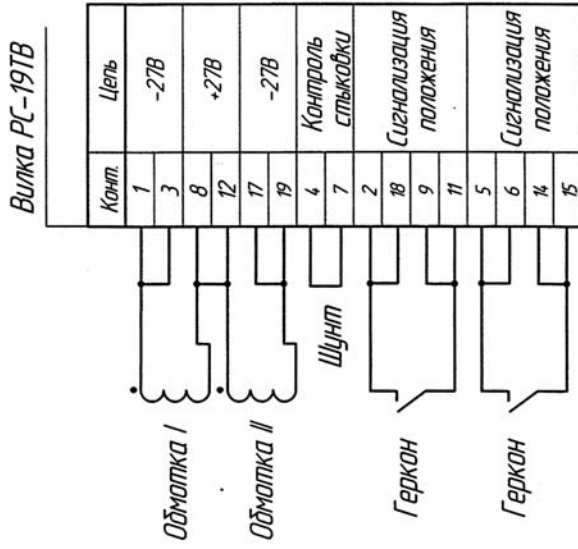 Вилка РС-19ТВ
Конт.
Цепь
1
3
-27В
8
12
+27В
17
19
-27В
4
7
Контроль
стыковки
2
18
9
11
Сигнализация
положения
5
6
14
15
Сигнализация
положения
Обмотка I
Обмотка II
Шунт
Геркон
Геркон